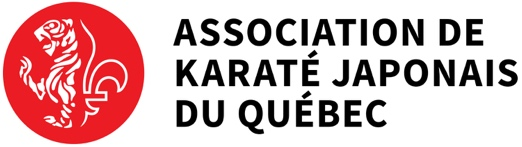 ASSOCIATION DE
KARATÉ JAPONAIS
DU QUÉBEC